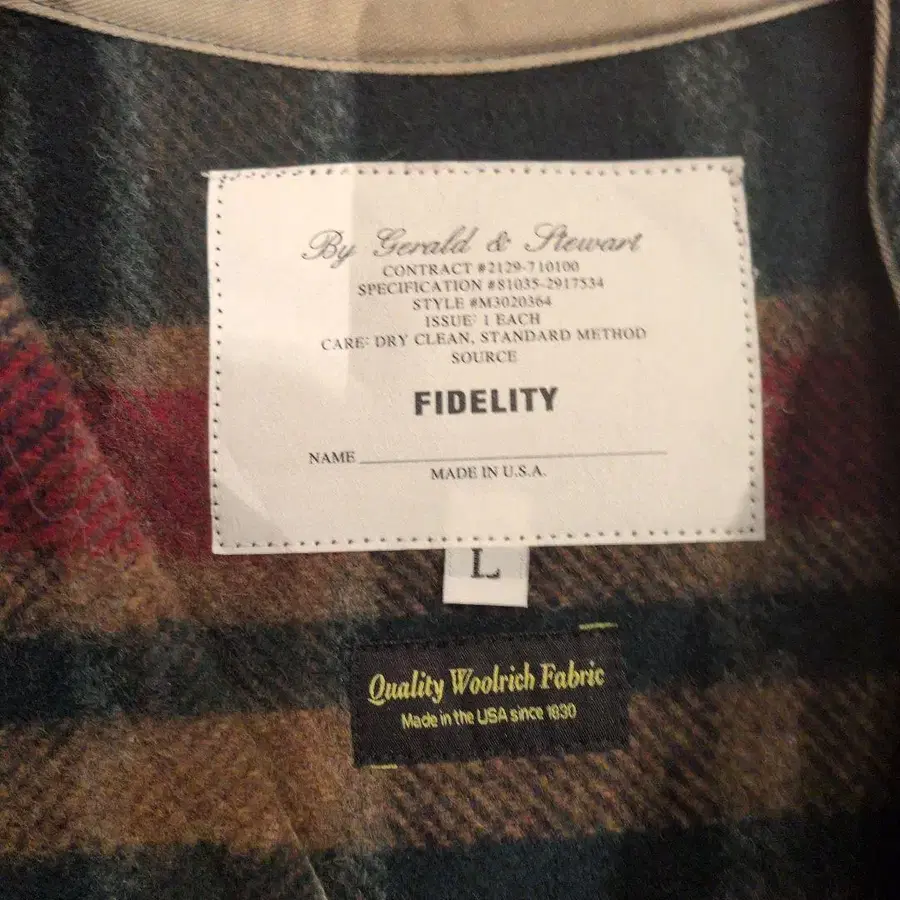 By Gerald & Stewart
CONTRACT #2129-710100
SPECIFICATION #81035-2917534
STYLE #M3020364
ISSUE: 1 EACH
CARE: DRY CLEAN, STANDARD METHOD
SOURCE
FIDELITY
NAME
MADE IN U.S.A.
L
Quality Woolrich Fabric
Made in the USA since 1830